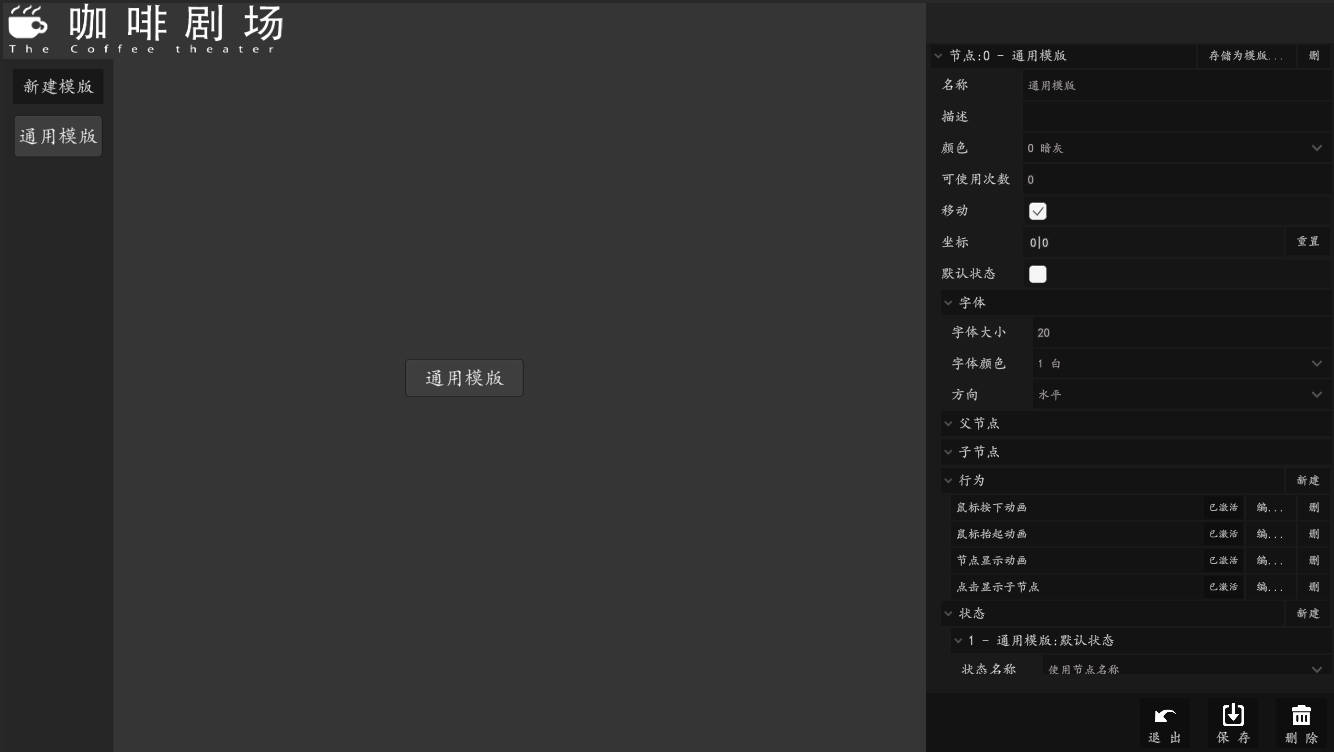 咖啡剧场
The Coffee theater
新建模版
通用模版
通用模版
节点:0 - 通用模版 存储为模版... 删
名称 通用模版
描述
颜色 0 暗灰
可使用次数 0
移动
坐标 0|0 重置
默认状态
字体
字体大小 20
字体颜色 1 白
方向 水平
父节点
子节点
行为 新建
鼠标按下动画 已激活 编... 删
鼠标抬起动画 已激活 编... 删
节点显示动画 已激活 编... 删
点击显示子节点 已激活 编... 删
状态 新建
1 - 通用模版:默认状态
状态名称 使用节点名称
退出 保存 删除